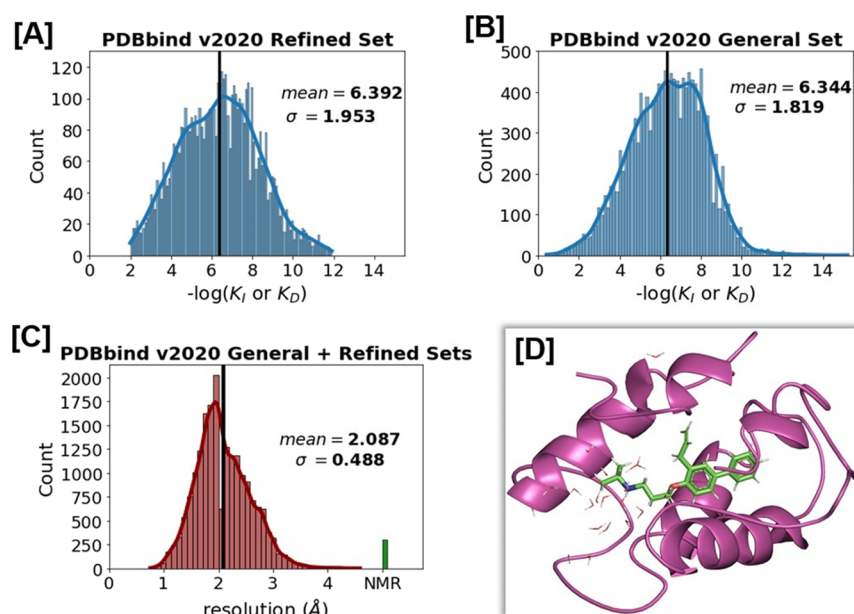 [A]
PDBbind v2020 Refined Set
120
100
80
60
40
20
0
Count
mean = 6.392
σ = 1.953
0 2 4 6 8 10 12 14
-log(K_I or K_D)
[B]
PDBbind v2020 General Set
500
400
300
200
100
0
Count
mean = 6.344
σ = 1.819
0 2 4 6 8 10 12 14
-log(K_I or K_D)
[C]
PDBbind v2020 General + Refined Sets
2000
1750
1500
1250
1000
750
500
250
0
Count
mean = 2.087
σ = 0.488
0 1 2 3 4 NMR
resolution (Å)
[D]